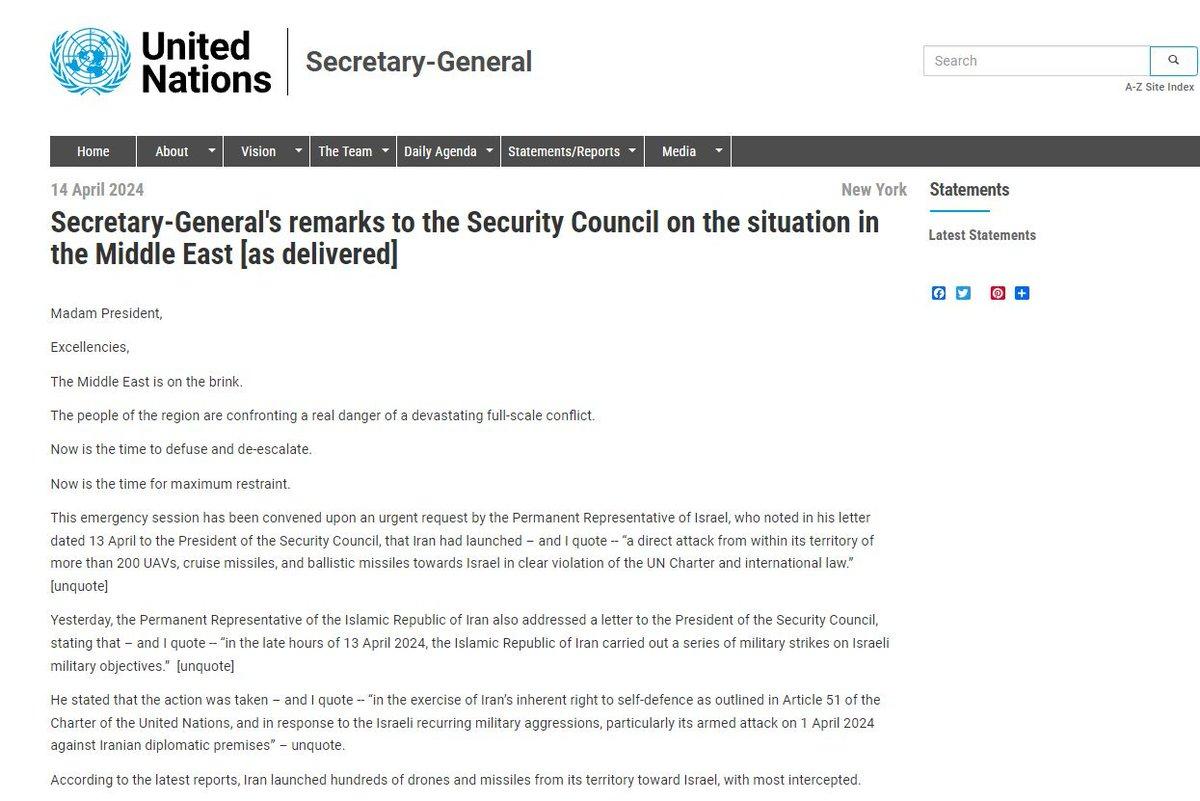 United
Nations
Secretary-General
Search
A-Z Site Index
Home About Vision The Team Daily Agenda Statements/Reports Media
14 April 2024 New York
Secretary-General's remarks to the Security Council on the situation in
the Middle East [as delivered]
Statements
Latest Statements
Madam President,
Excellencies,
The Middle East is on the brink.
The people of the region are confronting a real danger of a devastating full-scale conflict.
Now is the time to defuse and de-escalate.
Now is the time for maximum restraint.
This emergency session has been convened upon an urgent request by the Permanent Representative of Israel, who noted in his letter
dated 13 April to the President of the Security Council, that Iran had launched – and I quote -- “a direct attack from within its territory of
more than 200 UAVs, cruise missiles, and ballistic missiles towards Israel in clear violation of the UN Charter and international law.”
[unquote]
Yesterday, the Permanent Representative of the Islamic Republic of Iran also addressed a letter to the President of the Security Council,
stating that – and I quote -- “in the late hours of 13 April 2024, the Islamic Republic of Iran carried out a series of military strikes on Israeli
military objectives.”  [unquote]
He stated that the action was taken – and I quote -- “in the exercise of Iran’s inherent right to self-defence as outlined in Article 51 of the
Charter of the United Nations, and in response to the Israeli recurring military aggressions, particularly its armed attack on 1 April 2024
against Iranian diplomatic premises” – unquote.
According to the latest reports, Iran launched hundreds of drones and missiles from its territory toward Israel, with most intercepted.